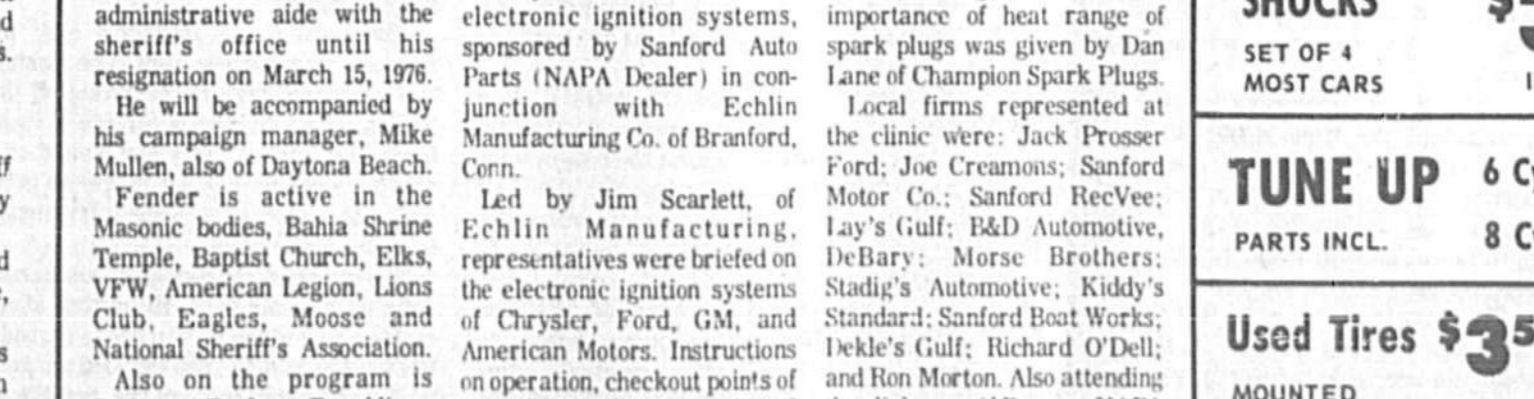 administrative aide with the
sheriff's office until his
resignation on March 15, 1976.
He will be accompanied by
his campaign manager, Mike
Mullen, also of Daytona Beach.
Fender is active in the
Masonic bodies, Bahia Shrine
Temple, Baptist Church, Elks,
VFW, American Legion, Lions
Club, Eagles, Moose and
National Sheriff's Association.
Also on the program is
electronic ignition systems,
sponsored by Sanford Auto
Parts (NAPA Dealer) in con-
junction with Echlin
Manufacturing Co. of Branford,
Conn.
Led by Jim Scarlett, of
Echlin Manufacturing,
representatives were briefed on
the electronic ignition systems
of Chrysler, Ford, GM, and
American Motors. Instructions
on operation, checkout points of
importance of heat range of
spark plugs was given by Dan
Lane of Champion Spark Plugs.
Local firms represented at
the clinic were: Jack Prosser
Ford; Joe Creamons; Sanford
Motor Co.; Sanford RecVee;
Lay's Gulf; B&D Automotive,
DeBary; Morse Brothers;
Stadig's Automotive; Kiddy's
Standard; Sanford Boat Works;
Dekle's Gulf; Richard O'Dell;
and Ron Morton. Also attending
SHOCKS
SET OF 4
MOST CARS
TUNE UP 6
PARTS INCL. 8
Used Tires $35
MOUNTED